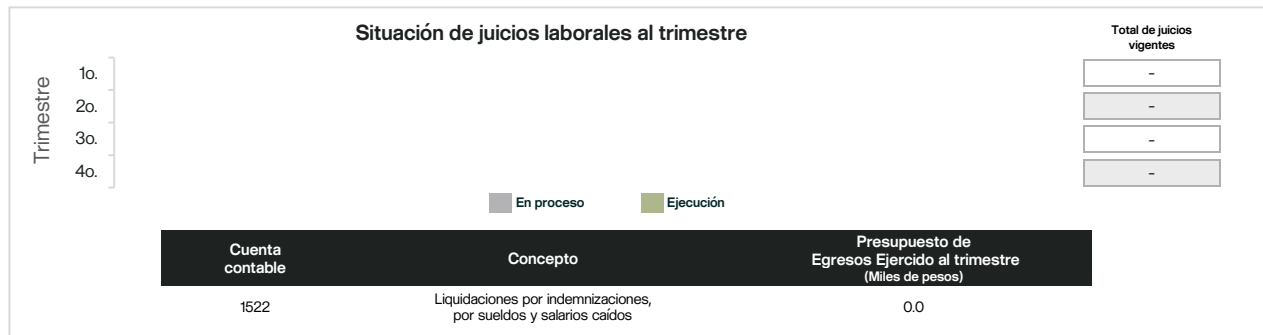 Situación de juicios laborales al trimestre
Total de juicios
vigentes
Trimestre
1o.
-
2o.
-
3o.
-
4o.
-
En proceso
Ejecución
Cuenta
contable
Concepto
Presupuesto de
Egresos Ejercido al trimestre
(Miles de pesos)
1522
Liquidaciones por indemnizaciones,
por sueldos y salarios caídos
0.0